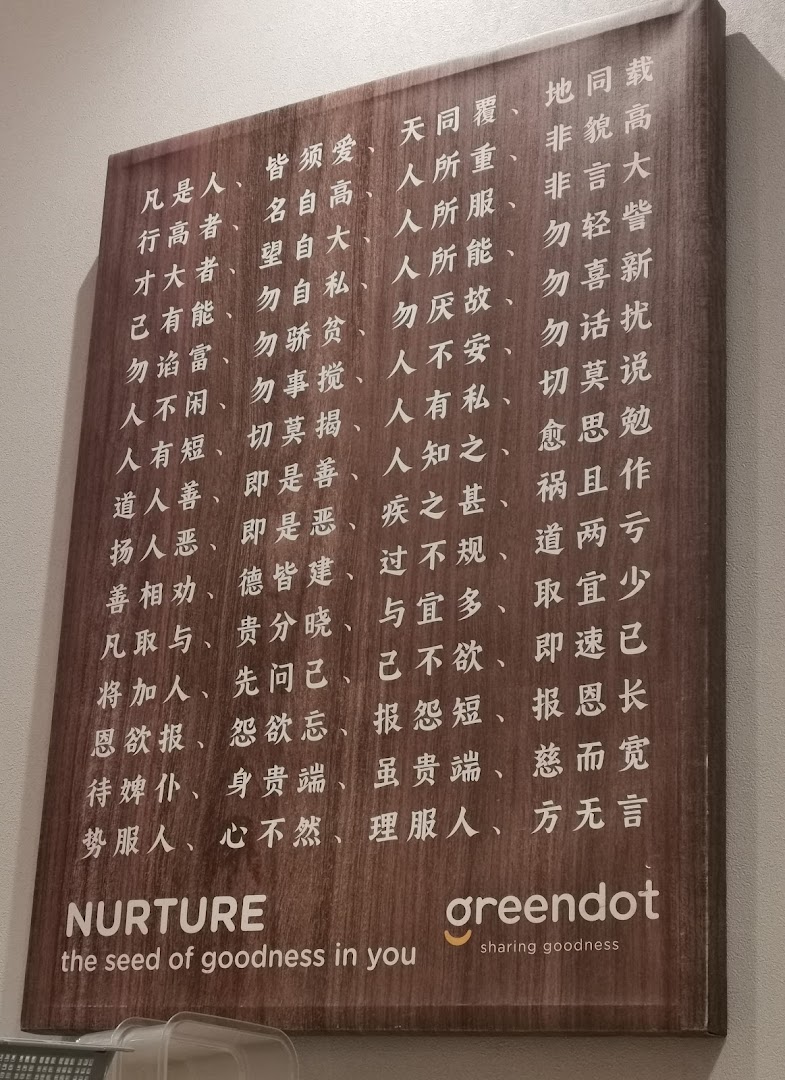 凡是人、皆须爱、天同覆、地同载
行高者、名自高、人所重、非貌高
才大者、望自大、人所服、非言大
己有能、勿自私、人所能、勿轻訾
勿谄富、勿骄贫、勿厌故、勿喜新
人不闲、勿事搅、人不安、勿话扰
人有短、切莫揭、人有私、切莫说
道人善、即是善、人知之、愈思勉
扬人恶、即是恶、疾之甚、祸且作
善相劝、德皆建、过不规、道两亏
凡取与、贵分晓、与宜多、取宜少
将加人、先问己、己不欲、即速已
恩欲报、怨欲忘、报怨短、报恩长
待婢仆、身贵端、虽贵端、慈而宽
势服人、心不然、理服人、方无言
NURTURE
the seed of goodness in you
greendot
sharing goodness